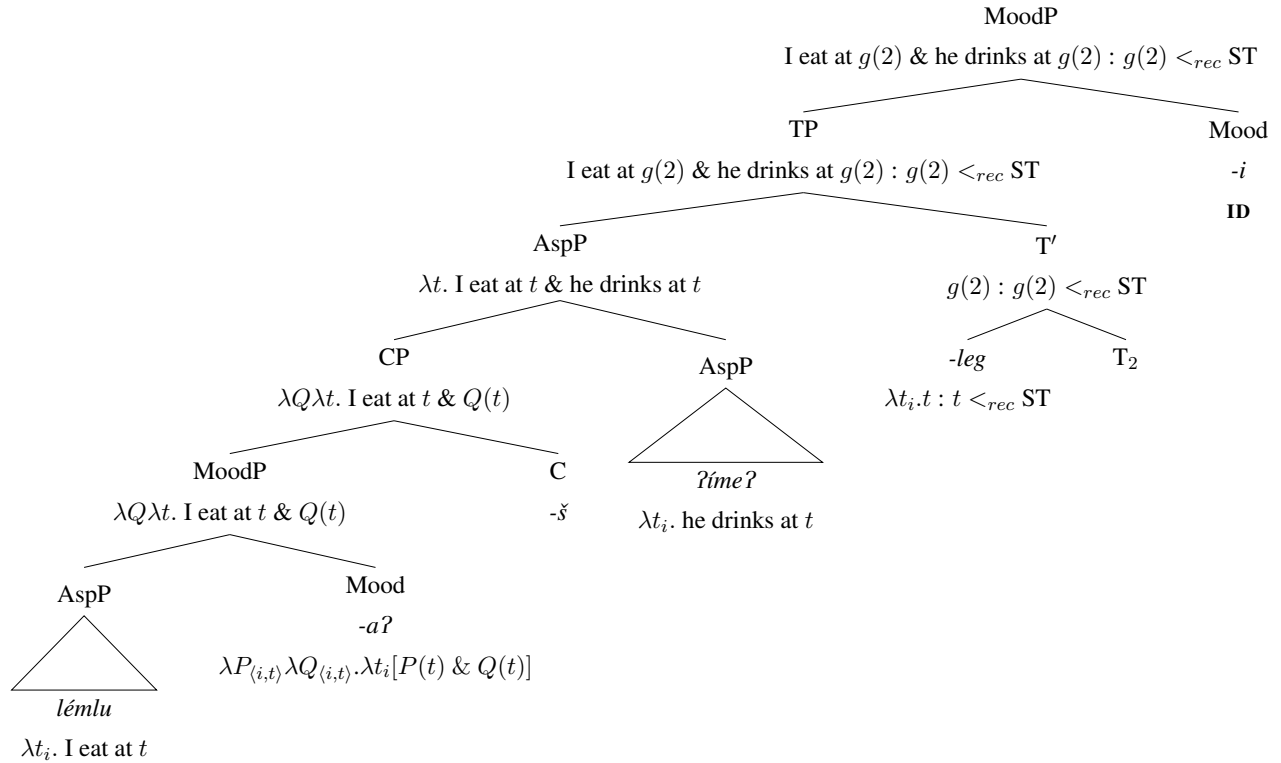 MoodP
I eat at g(2) & he drinks at g(2) : g(2) <rec ST
TP
Mood
I eat at g(2) & he drinks at g(2) : g(2) <rec ST
-i
ID
AspP
T′
λt. I eat at t & he drinks at t
g(2) : g(2) <rec ST
CP
AspP
-leg
T₂
λQλt. I eat at t & Q(t)
λtᵢ.t : t <rec ST
MoodP
C
ʔímeʔ
λQλt. I eat at t & Q(t)
-š
λtᵢ. he drinks at t
AspP
Mood
-aʔ
λP⟨i,t⟩λQ⟨i,t⟩.λtᵢ[P(t) & Q(t)]
lémlu
λtᵢ. I eat at t